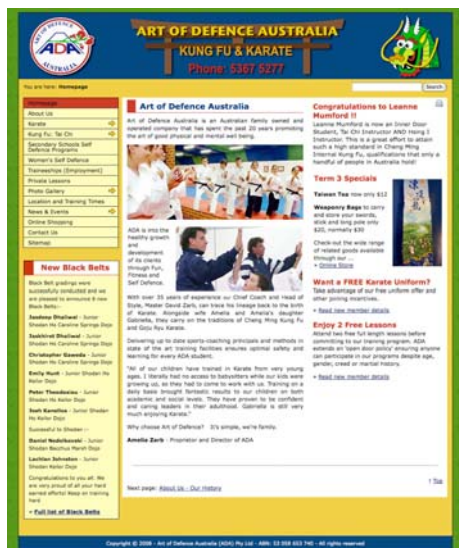 ART OF DEFENCE AUSTRALIA
KUNG FU & KARATE
Phone: 5367 5277
ART OF DEFENCE
ADA
AUSTRALIA
You are here: Homepage
Search
Homepage
About Us
Karate
Kung Fu, Tai Chi
Secondary Schools Self
Defence Programs
Women's Self Defence
Traineeships (Employment)
Private Lessons
Photo Gallery
Location and Training Times
News & Events
Online Shopping
Contact Us
Sitemap
New Black Belts
Black Belt gradings were
successfully conducted and we
are pleased to announce 8 new
Black Belts:-
Jasdeep Dhaliwal - Junior
Shodan Ho Caroline Springs Dojo
Jaskhirat Dhaliwal - Junior
Shodan Ho Caroline Springs Dojo
Christopher Gaweda - Junior
Shodan Ho Keilor Dojo
Emily Hunt - Junior Shodan Ho
Keilor Dojo
Peter Theodosiou - Junior
Shodan Ho Keilor Dojo
Josh Kanelios - Junior Shodan
Ho Keilor Dojo
Successful to Shodan :-
Daniel Nedelkovski - Junior
Shodan Bacchus Marsh Dojo
Lachlan Johnston - Junior
Shodan Keilor Dojo
Congratulations to you all. We
are very proud of all your hard
earned efforts! Keep on training
hard
» Full list of Black Belts
Art of Defence Australia
Art of Defence Australia is an Australian family owned and
operated company that has spent the past 20 years promoting
the art of good physical and mental well being.
ADA is into the
healthy growth
and
development
of its clients
through Fun,
Fitness and
Self Defence.
With over 35 years of experience our Chief Coach and Head of
Style, Master David Zarb, can trace his lineage back to the birth
of Karate. Alongside wife Amelia and Amelia's daughter
Gabrielle, they carry on the traditions of Cheng Ming Kung Fu
and Goju Ryu Karate.
Delivering up to date sports-coaching principals and methods in
state of the art training facilities ensures optimal safety and
learning for every ADA student.
"All of our children have trained in Karate from very young
ages. I literally had no access to babysitters while our kids were
growing up, so they had to come to work with us. Training on a
daily basis brought fantastic results to our children on both
academic and social levels. They have proven to be confident
and caring leaders in their adulthood. Gabrielle is still very
much enjoying Karate."
Why choose Art of Defence? It's simple, we're family.
Amelia Zarb - Proprietor and Director of ADA
Next page: About Us - Our History
Congratulations to Leanne
Mumford !!
Leanne Mumford is now an Inner Door
Student, Tai Chi Instructor AND Hsing I
Instructor. This is a great effort to attain
such a high standard in Cheng Ming
Internal Kung Fu, qualifications that only a
handful of people in Australia hold!
Term 3 Specials
Taiwan Tea now only $12
Weaponry Bags to carry
and store your swords,
stick and long pole only
$20, normally $30
Check-out the wide range
of related goods available
through our ...
» Online Store.
Want a FREE Karate Uniform?
Take advantage of our free uniform offer and
other joining incentives.
» Read new member details
Enjoy 2 Free Lessons
Attend two free full length lessons before
committing to our training program. ADA
extends an 'open door policy' ensuring anyone
can participate in our programs despite age,
gender, creed or marital history.
» Read new member details
↑ Top
Copyright © 2008 - Art of Defence Australia (ADA) Pty Ltd - ABN: 53 058 653 740 - All rights reserved